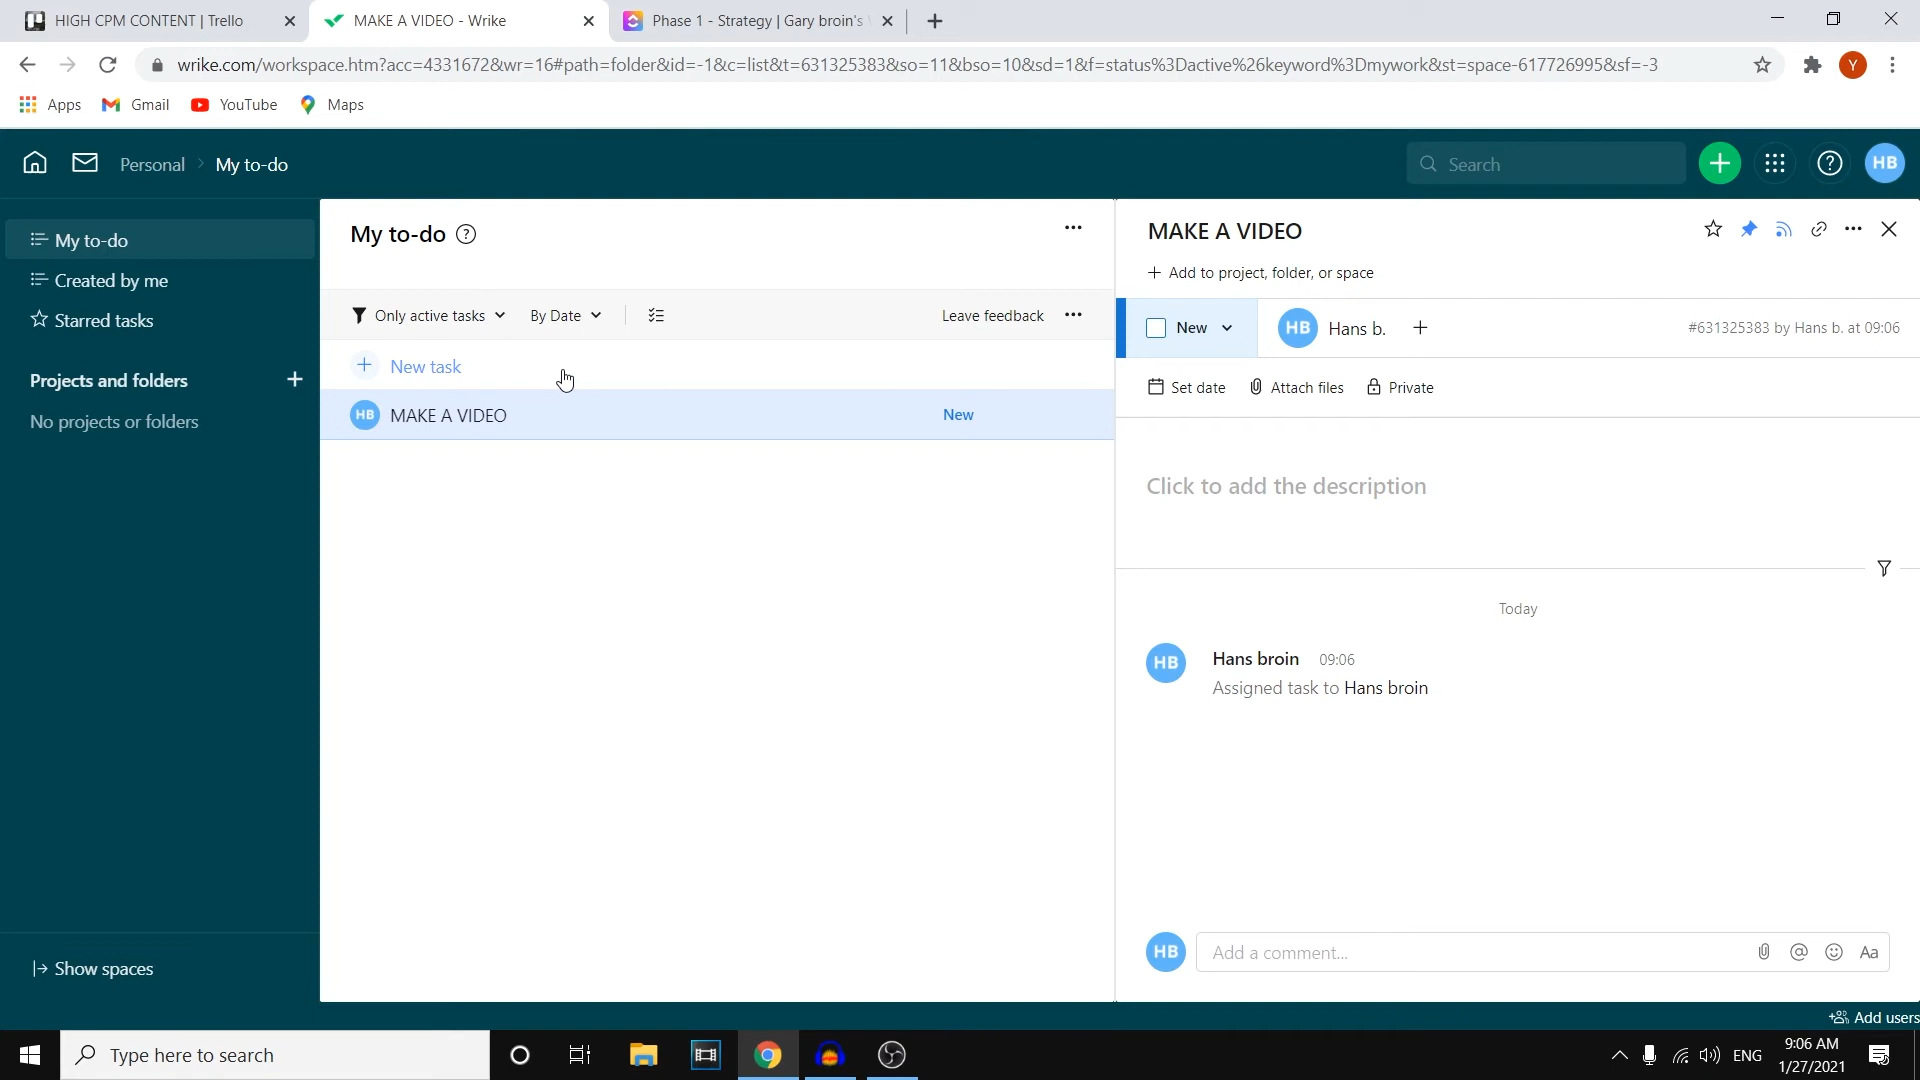 HIGH CPM CONTENT | Trello
MAKE A VIDEO - Wrike
Phase 1 - Strategy | Gary broin's
wrike.com/workspace.htm?acc=4331672&wr=16#path=folder&id=-1&c=list&t=631325383&so=11&bso=10&sd=1&f=status%3Dactive%26keyword%3Dmywork&st=space-617726995&sf=-3
Y
Apps
Gmail
YouTube
Maps
Personal > My to-do
Search
HB
My to-do
Created by me
Starred tasks
Projects and folders
No projects or folders
Show spaces
My to-do
Only active tasks
By Date
Leave feedback
New task
HB MAKE A VIDEO
New
MAKE A VIDEO
+ Add to project, folder, or space
New
HB Hans b.
#631325383 by Hans b. at 09:06
Set date
Attach files
Private
Click to add the description
Today
HB Hans broin 09:06
Assigned task to Hans broin
HB Add a comment...
Aa
Add users
Type here to search
ENG
9:06 AM
1/27/2021